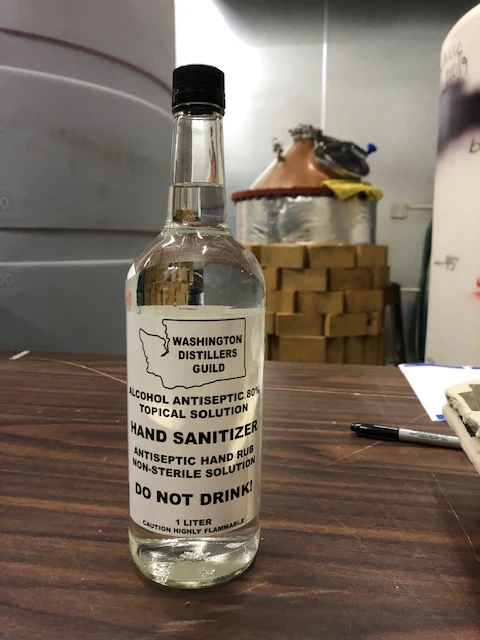 WASHINGTON
DISTILLERS
GUILD
ALCOHOL ANTISEPTIC 80%
TOPICAL SOLUTION
HAND SANITIZER
ANTISEPTIC HAND RUB
NON-STERILE SOLUTION
DO NOT DRINK!
1 LITER
CAUTION HIGHLY FLAMMABLE